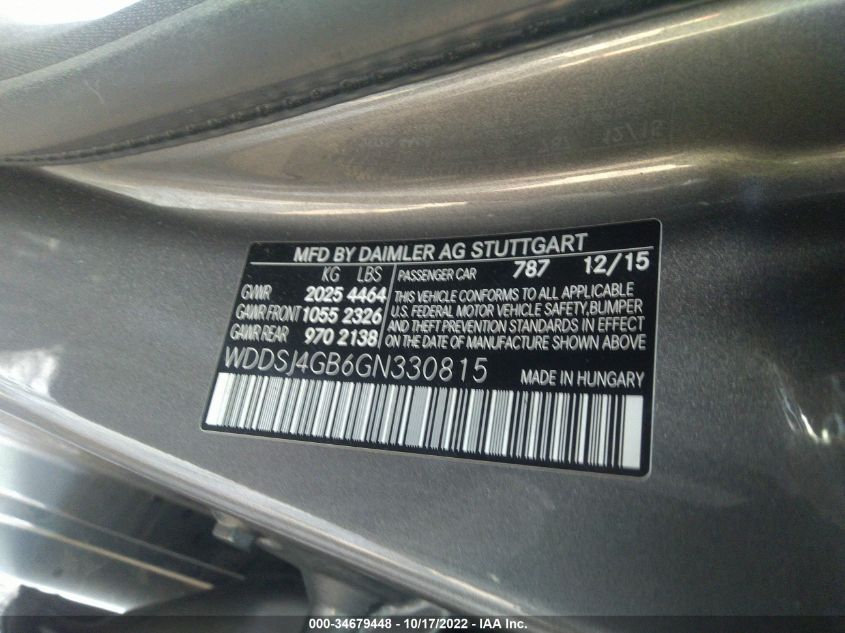 MFD BY DAIMLER AG STUTTGART
KG LBS
GVWR 2025 4464
GAWR FRONT 1055 2326
GAWR REAR 970 2138
PASSENGER CAR 787 12/15
THIS VEHICLE CONFORMS TO ALL APPLICABLE
U.S. FEDERAL MOTOR VEHICLE SAFETY,BUMPER
AND THEFT PREVENTION STANDARDS IN EFFECT
ON THE DATE OF MANUFACTURE SHOWN ABOVE
WDDSJ4GB6GN330815 MADE IN HUNGARY
000-34679448 - 10/17/2022 - IAA Inc.